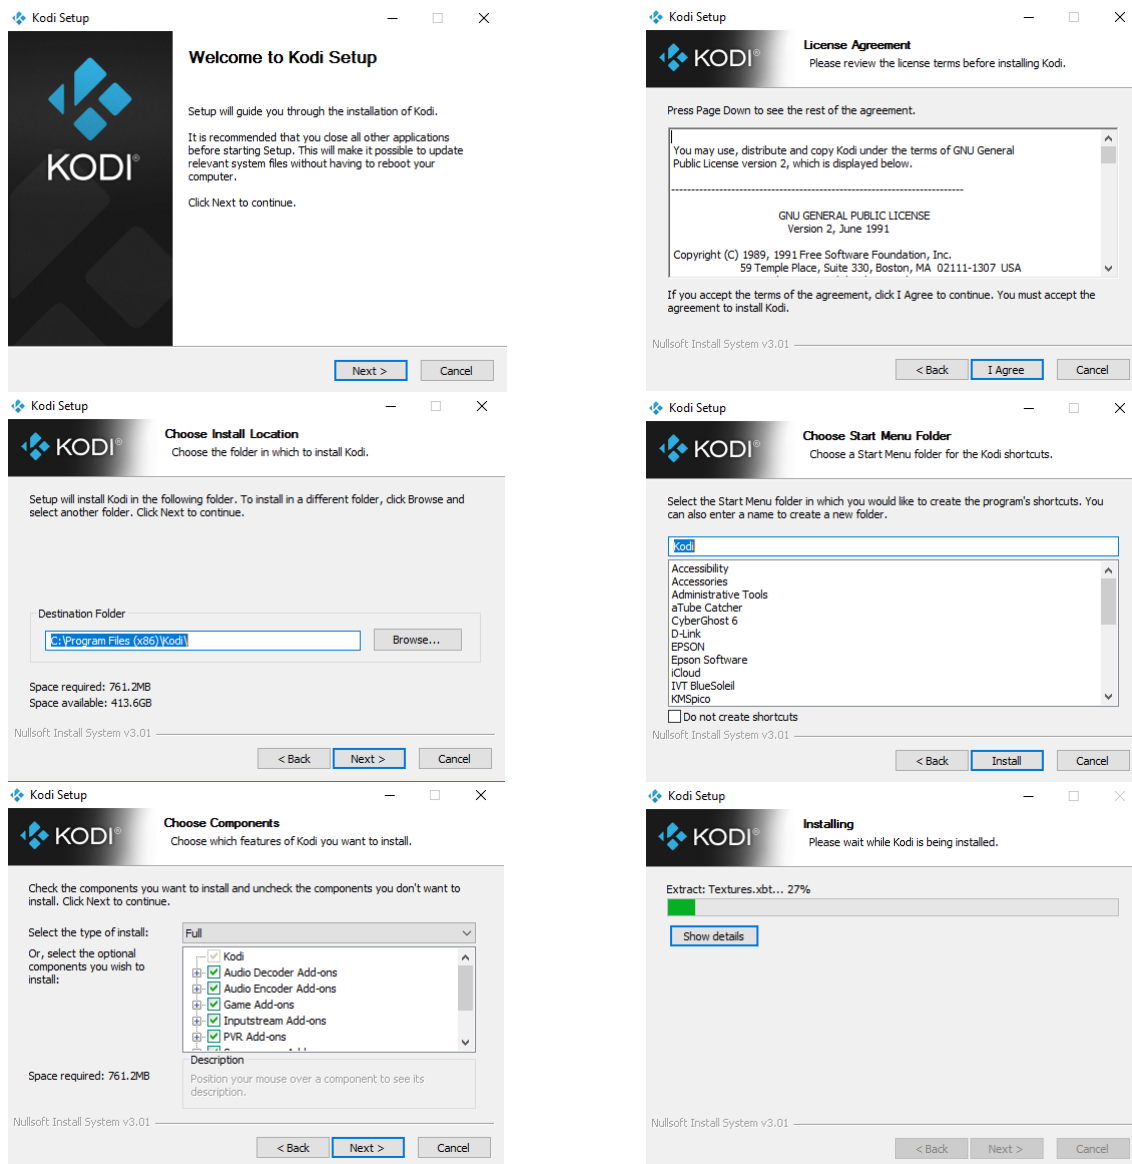 Kodi Setup
KODI®
Welcome to Kodi Setup
Setup will guide you through the installation of Kodi.
It is recommended that you close all other applications
before starting Setup. This will make it possible to update
relevant system files without having to reboot your
computer.
Click Next to continue.
Next >
Cancel
Kodi Setup
KODI®
License Agreement
Please review the license terms before installing Kodi.
Press Page Down to see the rest of the agreement.
You may use, distribute and copy Kodi under the terms of GNU General
Public License version 2, which is displayed below.
-------------------------------------------------------------------------
GNU GENERAL PUBLIC LICENSE
Version 2, June 1991
Copyright (C) 1989, 1991 Free Software Foundation, Inc.
59 Temple Place, Suite 330, Boston, MA 02111-1307 USA
If you accept the terms of the agreement, click I Agree to continue. You must accept the
agreement to install Kodi.
Nullsoft Install System v3.01
< Back
I Agree
Cancel
Kodi Setup
KODI®
Choose Install Location
Choose the folder in which to install Kodi.
Setup will install Kodi in the following folder. To install in a different folder, click Browse and
select another folder. Click Next to continue.
Destination Folder
C:\Program Files (x86)\Kodi\
Browse...
Space required: 761.2MB
Space available: 413.6GB
Nullsoft Install System v3.01
< Back
Next >
Cancel
Kodi Setup
KODI®
Choose Start Menu Folder
Choose a Start Menu folder for the Kodi shortcuts.
Select the Start Menu folder in which you would like to create the program's shortcuts. You
can also enter a name to create a new folder.
Kodi
Accessibility
Accessories
Administrative Tools
aTube Catcher
CyberGhost 6
D-Link
EPSON
Epson Software
iCloud
IVT BlueSoleil
KMSpico
Do not create shortcuts
Nullsoft Install System v3.01
< Back
Install
Cancel
Kodi Setup
KODI®
Choose Components
Choose which features of Kodi you want to install.
Check the components you want to install and uncheck the components you don't want to
install. Click Next to continue.
Select the type of install:
Full
Or, select the optional
components you wish to
install:
Kodi
Audio Decoder Add-ons
Audio Encoder Add-ons
Game Add-ons
Inputstream Add-ons
PVR Add-ons
Space required: 761.2MB
Description
Position your mouse over a component to see its
description.
Nullsoft Install System v3.01
< Back
Next >
Cancel
Kodi Setup
KODI®
Installing
Please wait while Kodi is being installed.
Extract: Textures.xbt... 27%
Show details
Nullsoft Install System v3.01
< Back
Next >
Cancel